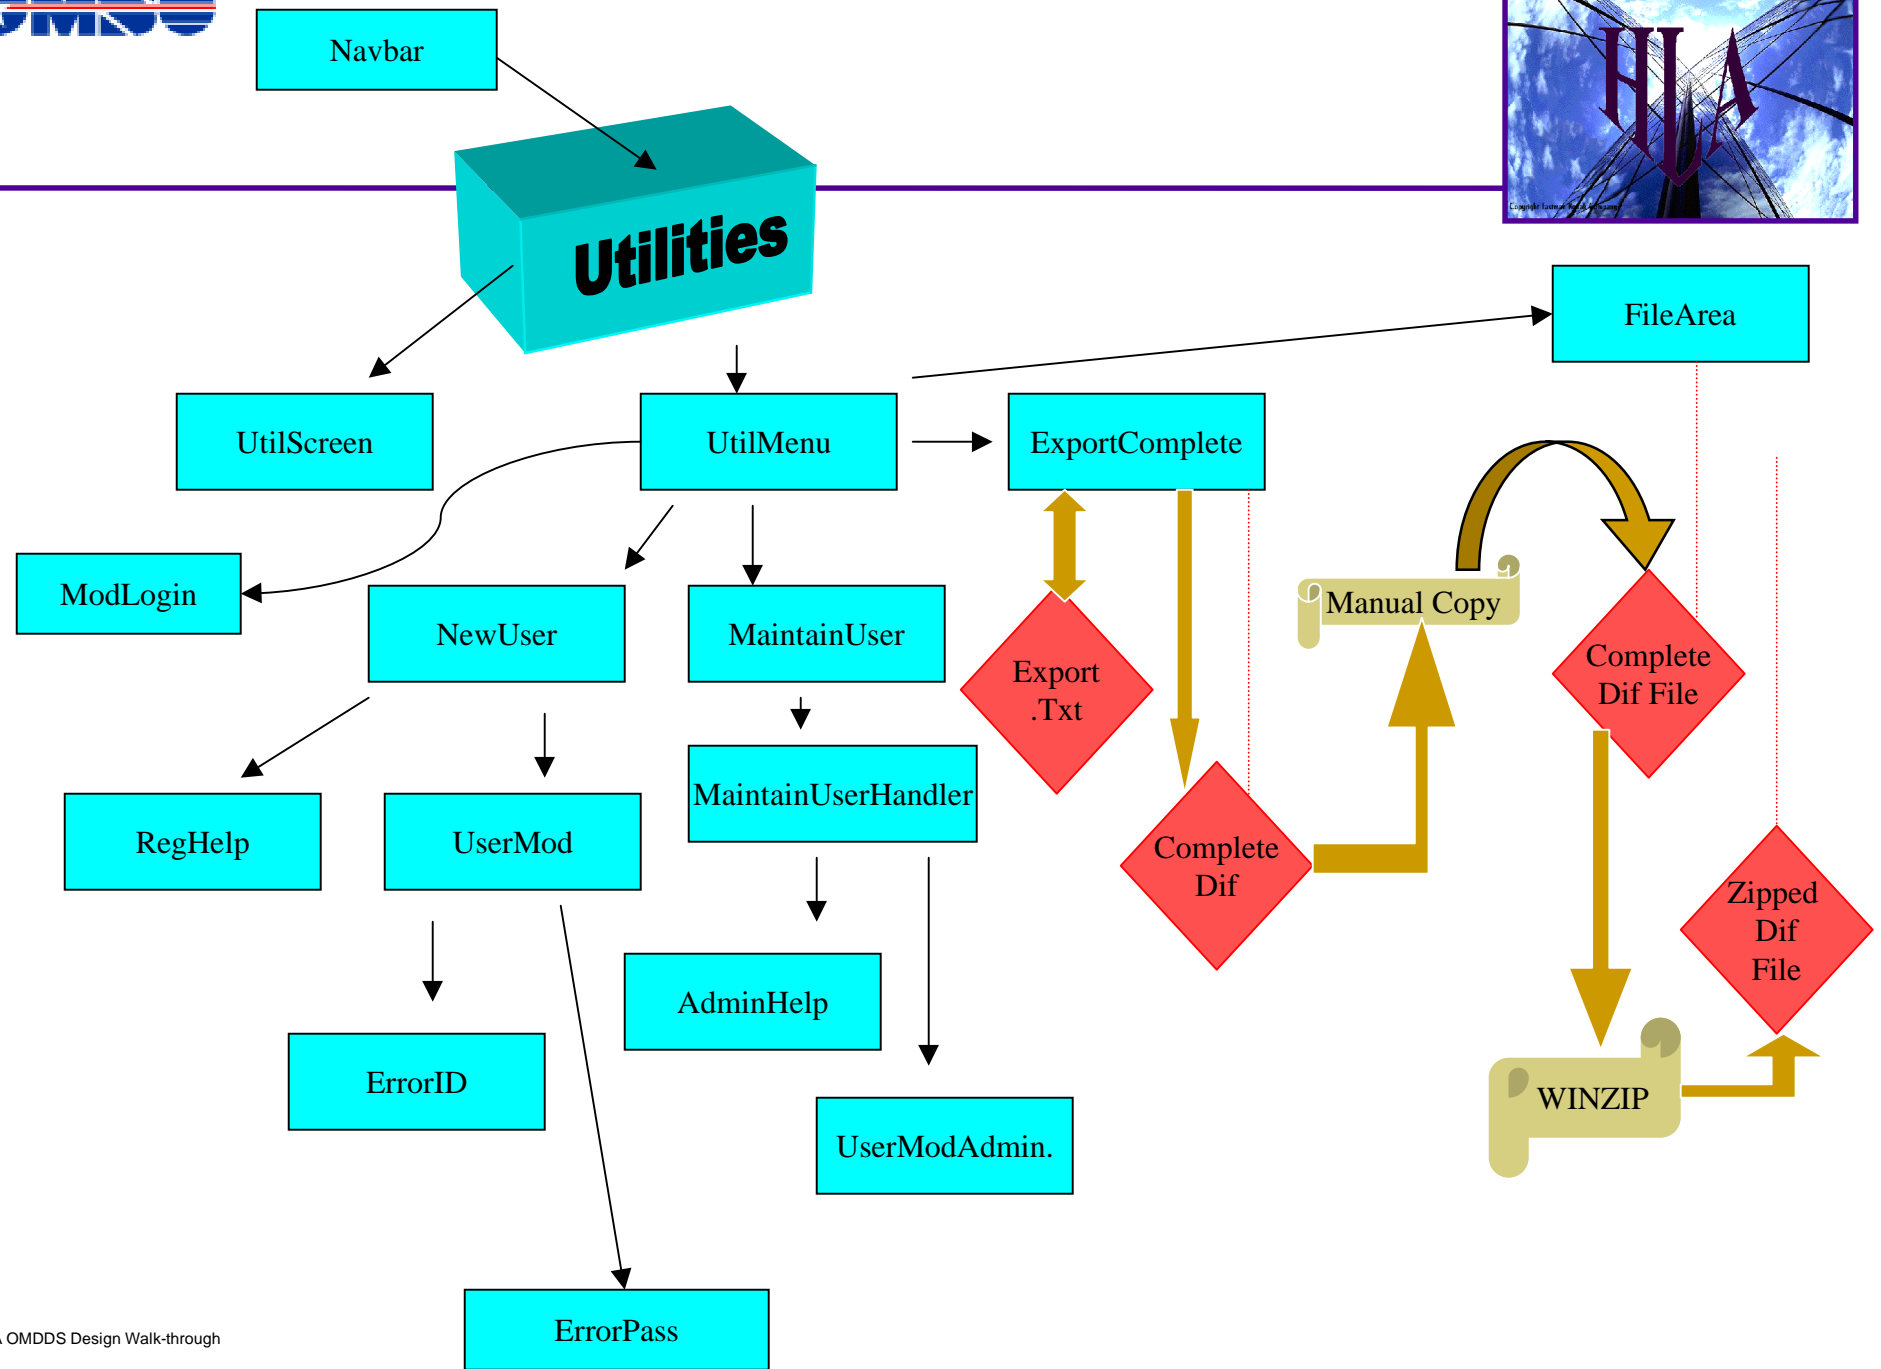 Navbar
HLA
Utilities
FileArea
UtilScreen
UtilMenu
ExportComplete
ModLogin
NewUser
MaintainUser
Manual Copy
Export
.Txt
Complete
Dif File
RegHelp
UserMod
MaintainUserHandler
Complete
Dif
Zipped
Dif
File
AdminHelp
ErrorID
WINZIP
UserModAdmin.
ErrorPass
OMDDS Design Walk-through